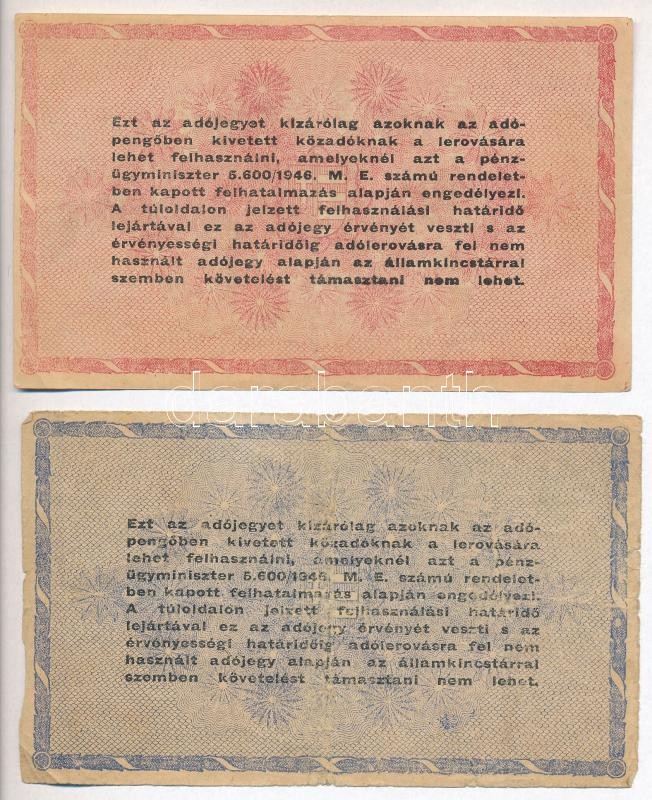 Ezt az adójegyet kizárólag azoknak az adó-
pengőben kivetett közadóknak a lerovására
lehet felhasználni, amelyeknél azt a pénz-
ügyminiszter 5.600/1946. M. E. számú rendelet-
ben kapott felhatalmazás alapján engedélyezi.
A túloldalon jelzett felhasználási határidő
lejártával ez az adójegy érvényét veszti s az
érvényességi határidőig adólerovásra fel nem
használt adójegy alapján az államkincstárral
szemben követelést támasztani nem lehet.
darabanth
Ezt az adójegyet kizárólag azoknak az adó-
pengőben kivetett közadóknak a lerovására
lehet felhasználni, amelyeknél azt a pénz-
ügyminiszter 5.600/1946. M. E. számú rendelet-
ben kapott felhatalmazás alapján engedélyezi.
A túloldalon jelzett felhasználási határidő
lejártával ez az adójegy érvényét veszti s az
érvényességi határidőig adólerovásra fel nem
használt adójegy alapján az államkincstárral
szemben követelést támasztani nem lehet.